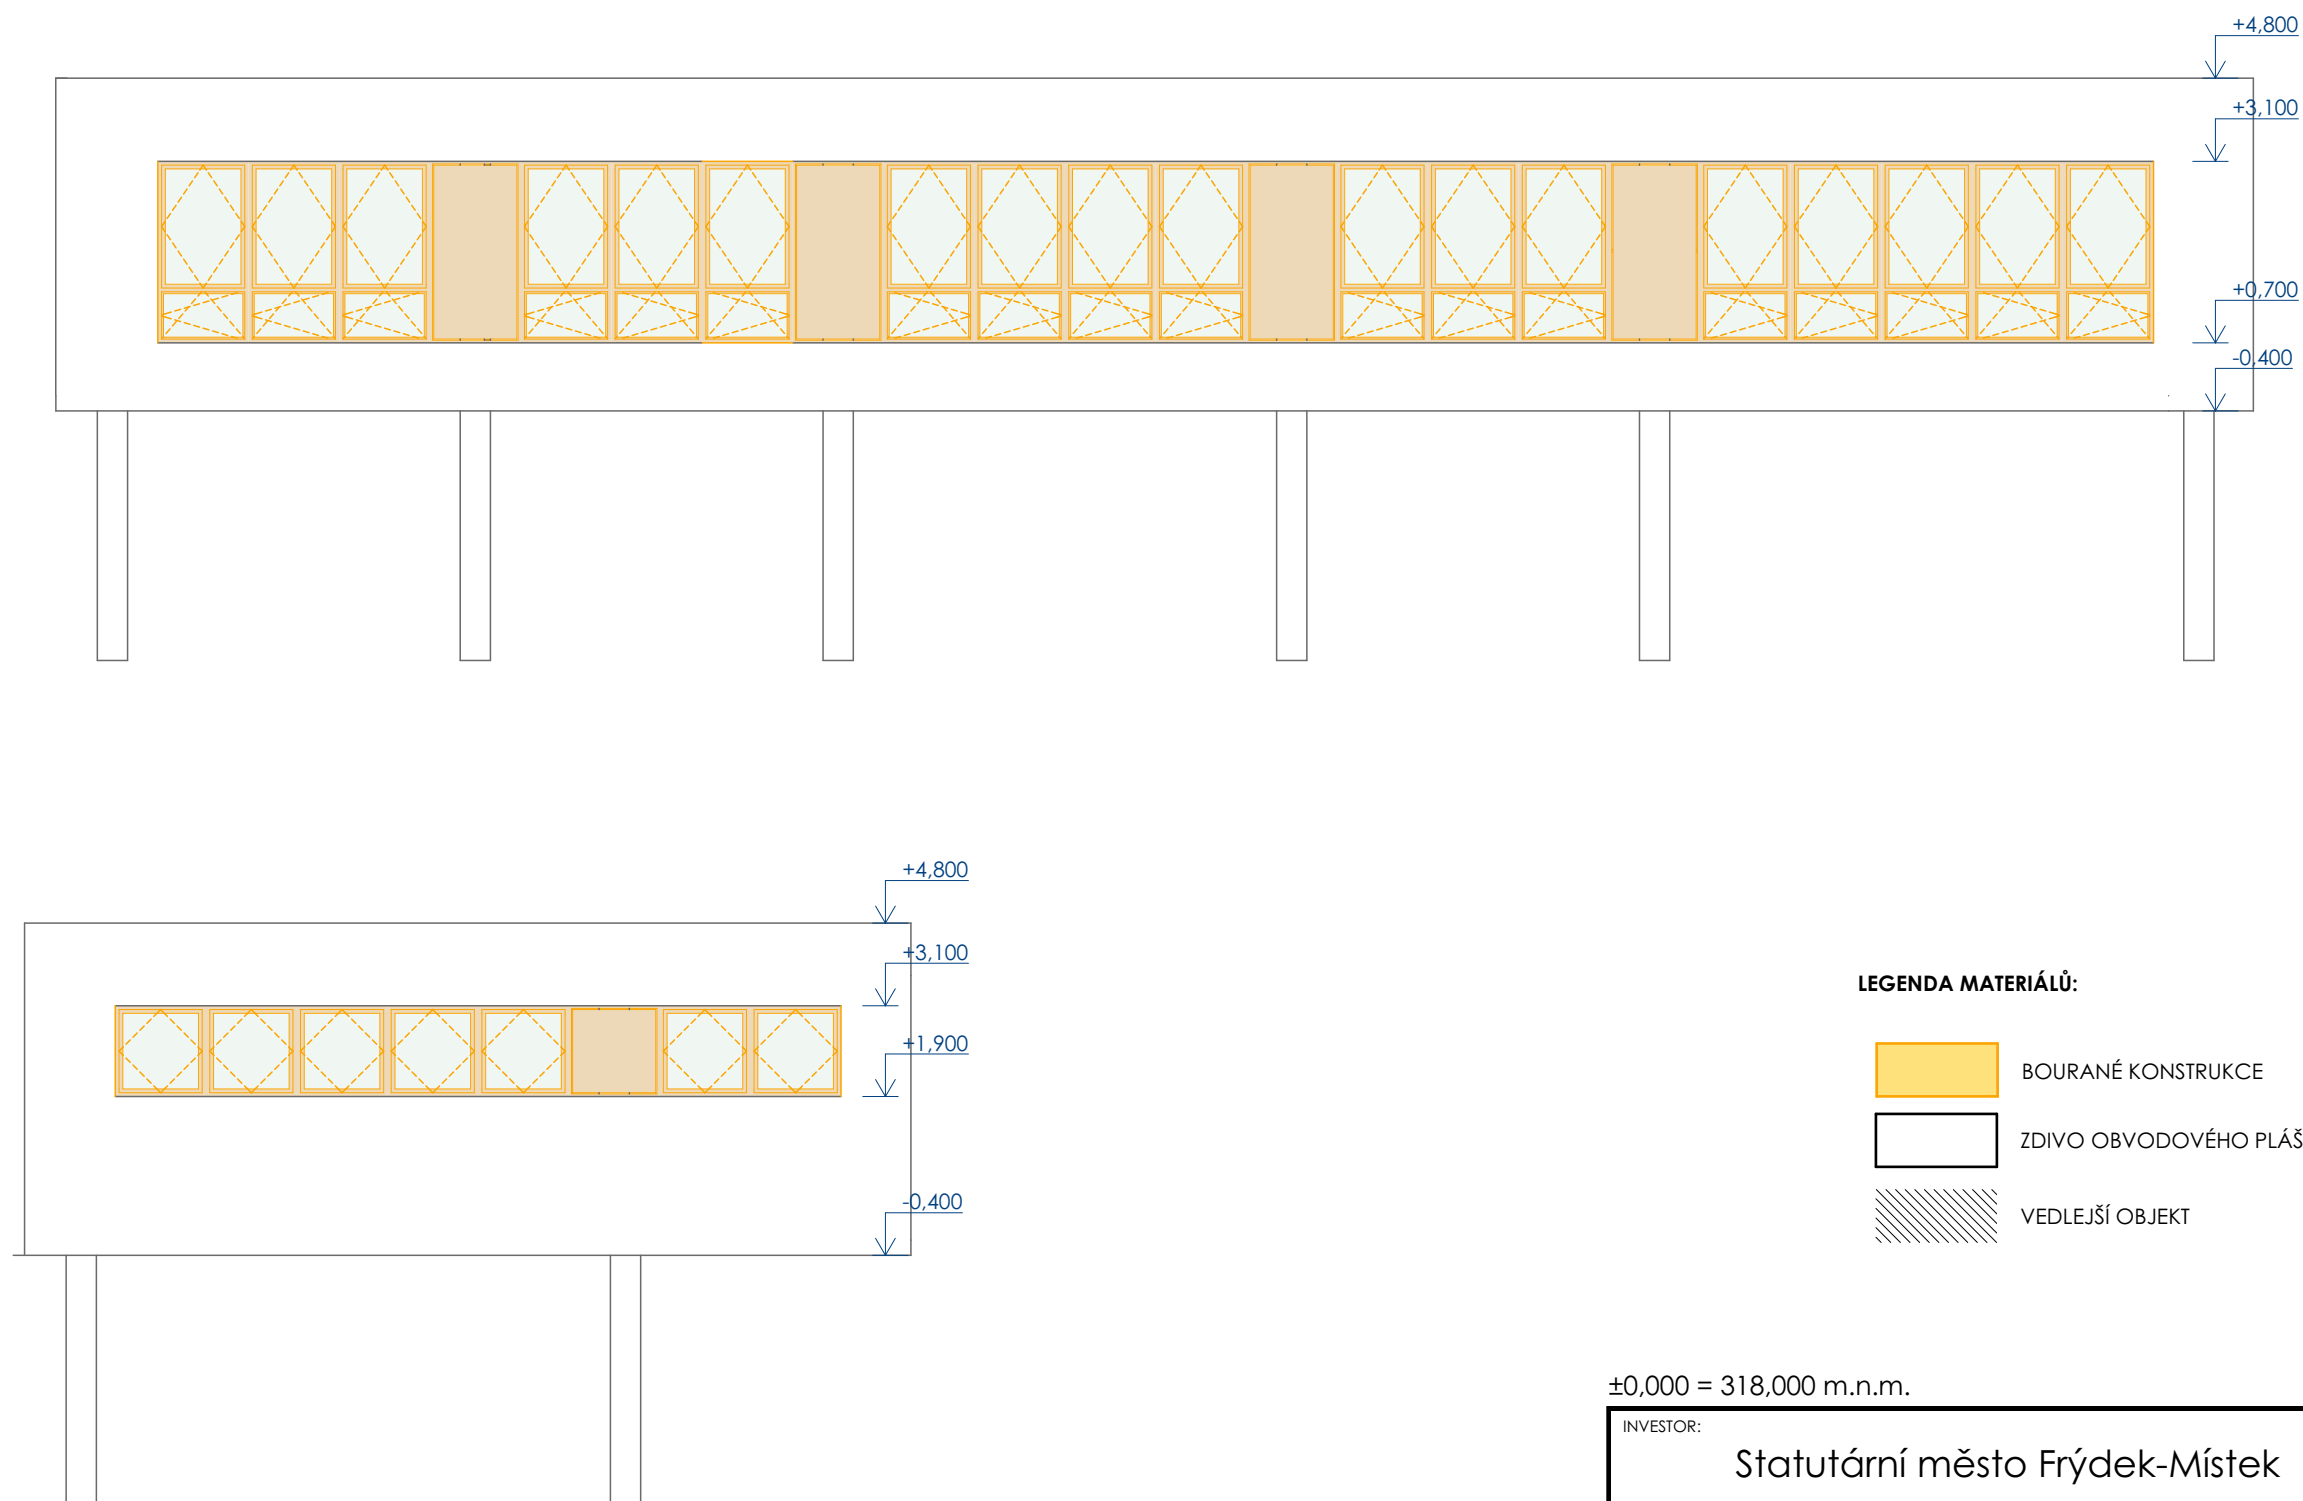 +4,800
+3,100
+0,700
-0,400
+4,800
+3,100
+1,900
-0,400
LEGENDA MATERIÁLŮ:
BOURANÉ KONSTRUKCE
ZDIVO OBVODOVÉHO PLÁŠ
VEDLEJŠÍ OBJEKT
±0,000 = 318,000 m.n.m.
INVESTOR:
Statutární město Frýdek-Místek